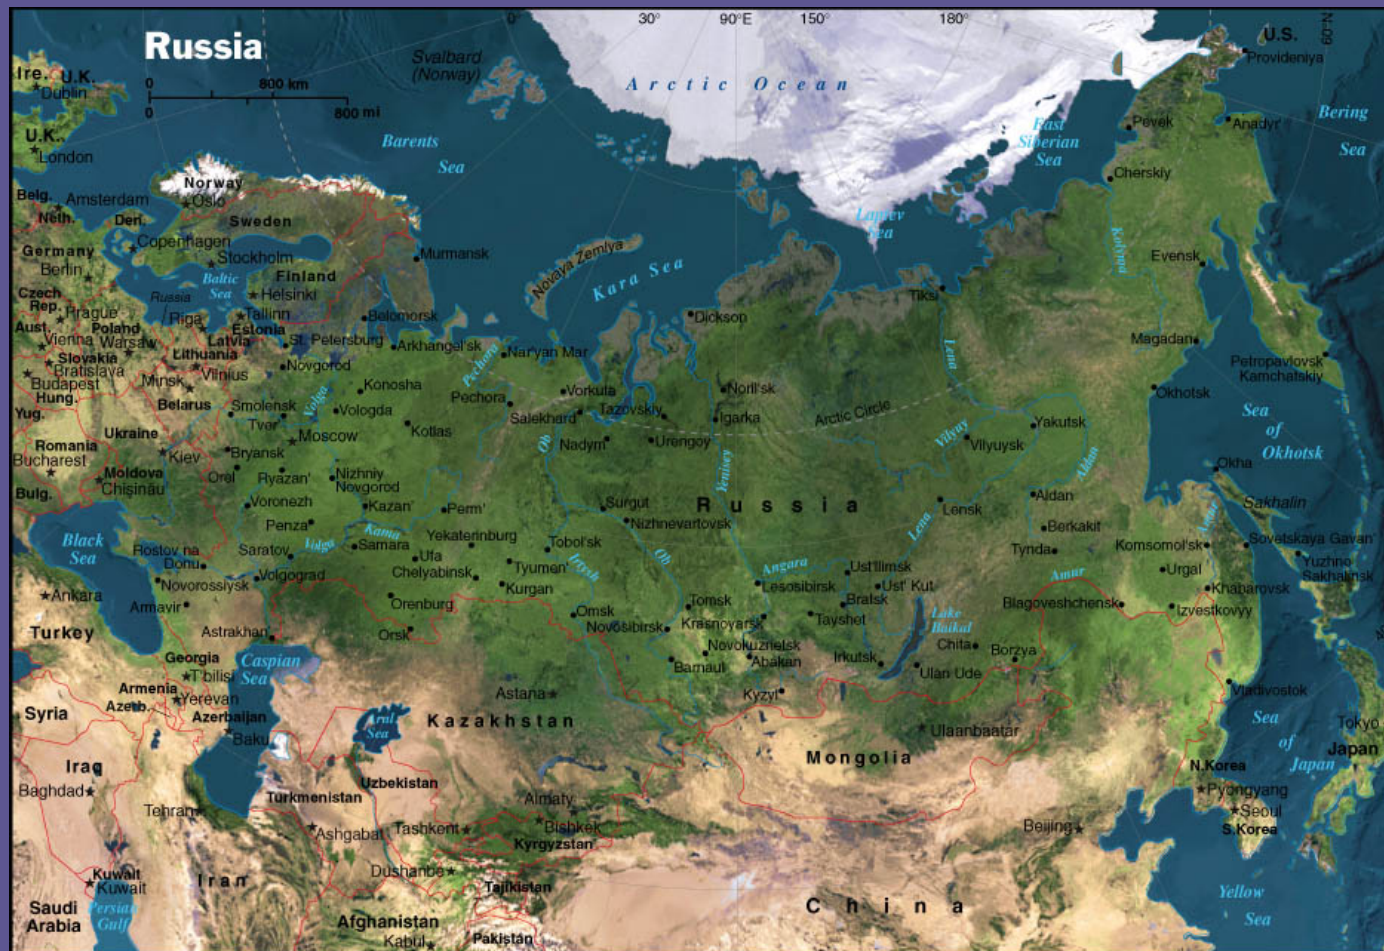 Russia
0
800 km
0
800 mi
0°
30°
90°E
150°
180°
N.09
U.S.
Provideniya
Svalbard
(Norway)
Arctic Ocean
Ire.
U.K.
Dublin
U.K.
London
Barents
Sea
East
Siberian
Sea
Pevek
Anadyr'
Bering
Sea
Cherskiy
Norway
Oslo
Belg.
Amsterdam
Neth.
Den.
Sweden
Copenhagen
Stockholm
Germany
Berlin
Baltic
Sea
Finland
Helsinki
Murmansk
Novaya Zemlya
Kara Sea
Laptev
Sea
Kolyma
Evensk
Tiksi
Czech
Rep.
Prague
Russia
Riga
Tallinn
Estonia
Belomorsk
Dickson
Aust.
Vienna
Poland
Warsaw
Latvia
St. Petersburg
Arkhangel'sk
Nar'yan Mar
Lena
Magadan
Slovakia
Bratislava
Lithuania
Vilnius
Novgorod
Pechora
Petropavlovsk
Kamchatskiy
Budapest
Hung.
Minsk
Konosha
Vorkuta
Noril'sk
Okhotsk
Yug.
Belarus
Smolensk
Volga
Vologda
Pechora
Salekhard
Tazovskiy
Igarka
Arctic Circle
Sea
of
Okhotsk
Tver'
Kotlas
Yakutsk
Ukraine
Moscow
Ob
Nadym
Urengoy
Vilyuy
Vilyuysk
Romania
Bucharest
Kiev
Bryansk
Yenisey
Aldan
Okha
Moldova
Chişinău
Orel
Ryazan'
Nizhniy
Novgorod
Bulg.
Voronezh
Kazan'
Perm'
Surgut
Russia
Lensk
Aldan
Sakhalin
Penza
Kama
Nizhnevartovsk
Lena
Berkakit
Amur
Black
Sea
Volga
Samara
Yekaterinburg
Tobol'sk
Tynda
Komsomol'sk
Sovetskaya Gavan'
Rostov na
Donu
Saratov
Ufa
Irtysh
Ob
Angara
Ust'Ilimsk
Amur
Urgal
Yuzhno
Sakhalinsk
Novorossiysk
Volgograd
Chelyabinsk
Tyumen'
Kurgan
Lesosibirsk
Ust' Kut
Khabarovsk
Ankara
Armavir
Orenburg
Omsk
Tomsk
Bratsk
Lake
Baikal
Blagoveshchensk
Izvestkovyy
Turkey
Astrakhan
Orsk
Novosibirsk
Krasnoyarsk
Tayshet
Chita
Borzya
Georgia
T'bilisi
Caspian
Sea
Barnaul
Novokuznetsk
Abakan
Irkutsk
Ulan Ude
Armenia
Yerevan
Azerb.
Astana
Kyzyl
Vladivostok
Syria
Azerbaijan
Baku
Aral
Sea
Kazakhstan
Ulaanbaatar
Sea
of
Japan
Tokyo
Japan
Iraq
Mongolia
N.Korea
Baghdad
Uzbekistan
Pyongyang
Tehran
Turkmenistan
Almaty
Seoul
Ashgabat
Tashkent
Bishkek
Kyrgyzstan
Beijing
S.Korea
Kuwait
Kuwait
Iran
Dushanbe
Tajikistan
Yellow
Sea
Saudi
Arabia
Persian
Gulf
Afghanistan
Kabul
Pakistan
China